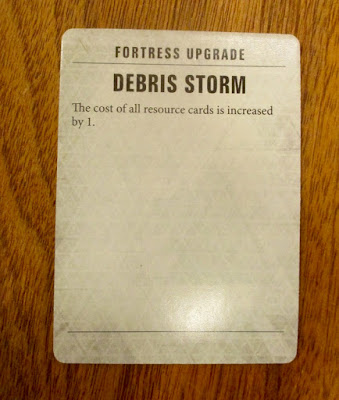 FORTRESS UPGRADE
DEBRIS STORM
The cost of all resource cards is increased
by 1.